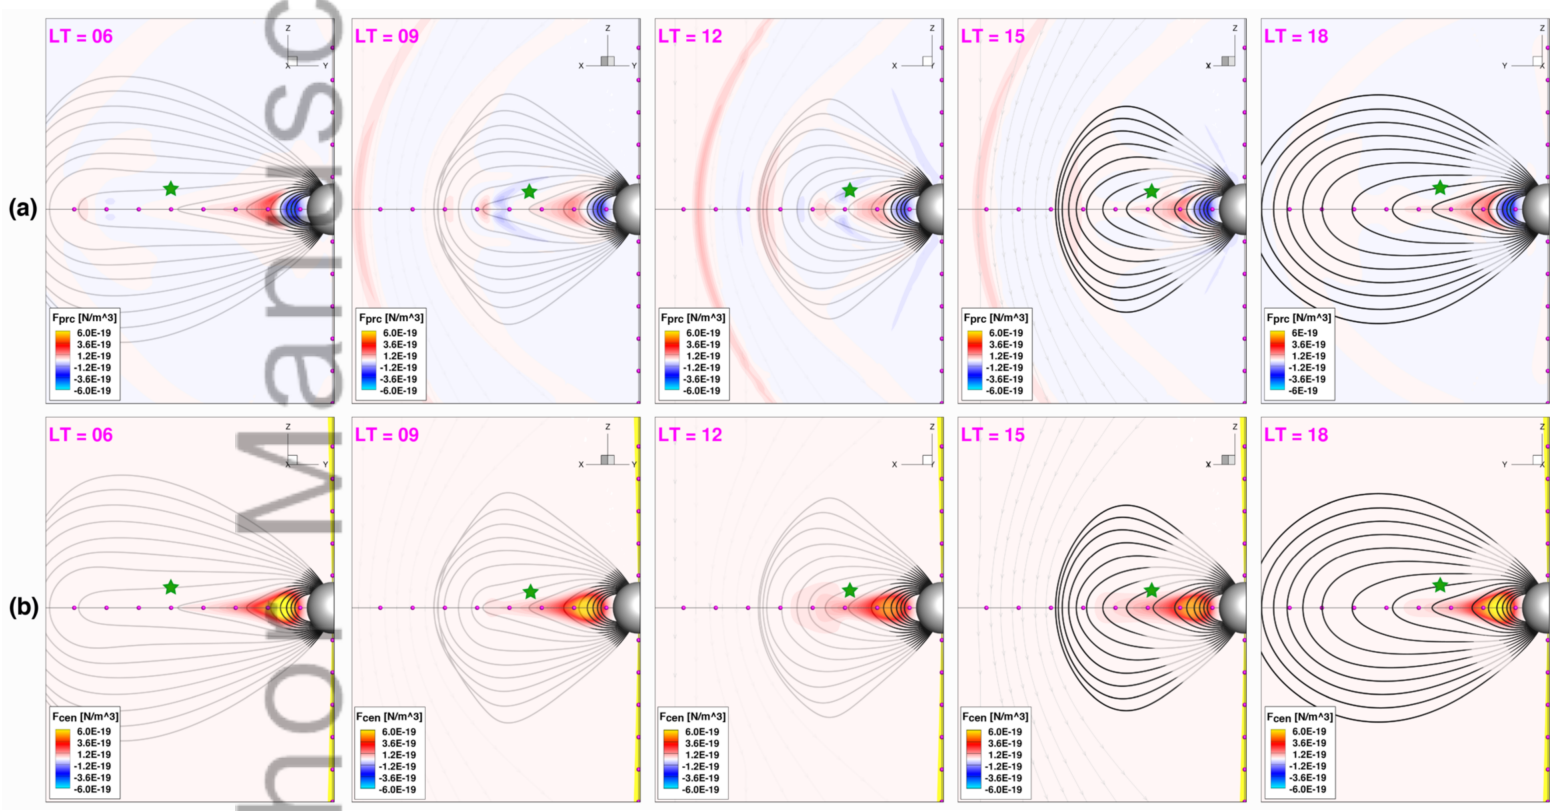 LT = 06
Z
X
Y
LT = 09
Z
X
Y
LT = 12
Z
X
Y
LT = 15
Z
X
LT = 18
Z
Y
X
(a)
Fprc [N/m^3]
6.0E-19
3.6E-19
1.2E-19
-1.2E-19
-3.6E-19
-6.0E-19
Fprc [N/m^3]
6.0E-19
3.6E-19
1.2E-19
-1.2E-19
-3.6E-19
-6.0E-19
Fprc [N/m^3]
6.0E-19
3.6E-19
1.2E-19
-1.2E-19
-3.6E-19
-6.0E-19
Fprc [N/m^3]
6.0E-19
3.6E-19
1.2E-19
-1.2E-19
-3.6E-19
-6.0E-19
Fprc [N/m^3]
6E-19
3.6E-19
1.2E-19
-1.2E-19
-3.6E-19
-6E-19
LT = 06
Z
X
Y
LT = 09
Z
X
Y
LT = 12
Z
X
Y
LT = 15
Z
X
LT = 18
Z
Y
X
(b)
Fcen [N/m^3]
6.0E-19
3.6E-19
1.2E-19
-1.2E-19
-3.6E-19
-6.0E-19
Fcen [N/m^3]
6.0E-19
3.6E-19
1.2E-19
-1.2E-19
-3.6E-19
-6.0E-19
Fcen [N/m^3]
6.0E-19
3.6E-19
1.2E-19
-1.2E-19
-3.6E-19
-6.0E-19
Fcen [N/m^3]
6.0E-19
3.6E-19
1.2E-19
-1.2E-19
-3.6E-19
-6.0E-19
Fcen [N/m^3]
6.0E-19
3.6E-19
1.2E-19
-1.2E-19
-3.6E-19
-6.0E-19
hor Manusc